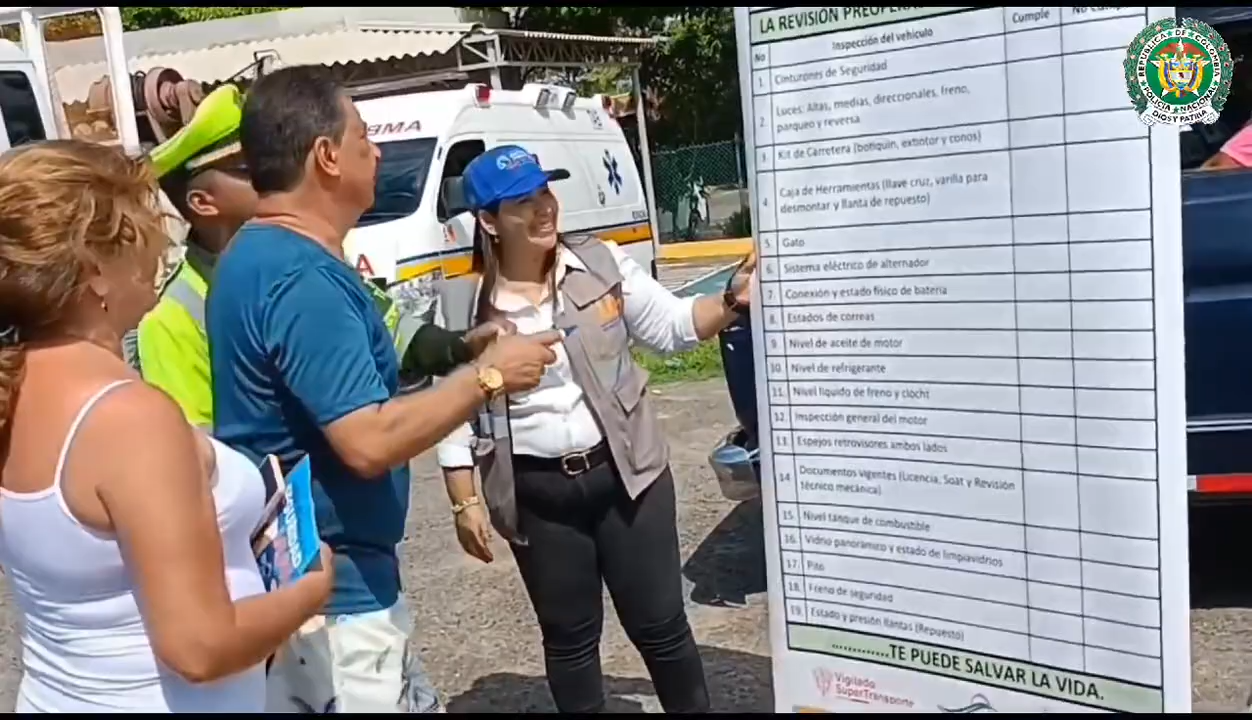 LA REVISIÓN PREOPERA
No
Inspección del vehículo
Cumple
1. Cinturones de Seguridad
2. Luces: Altas, medias, direccionales, freno,
parqueo y reversa
3. Kit de Carretera (botiquín, extintor y conos)
4. Caja de Herramientas (llave cruz, varilla para
desmontar y llanta de repuesto)
5. Gato
6. Sistema eléctrico de alternador
7. Conexión y estado físico de batería
8. Estados de correas
9. Nivel de aceite de motor
10. Nivel de refrigerante
11. Nivel líquido de freno y clocht
12. Inspección general del motor
13. Espejos retrovisores ambos lados
14. Documentos vigentes (Licencia, Soat y Revisión
técnico mecánica)
15. Nivel tanque de combustible
16. Vidrio panorámico y estado de limpiavidrios
17. Pito
18. Freno de seguridad
19. Estado y presión llantas (Repuesto)
............TE PUEDE SALVAR LA VIDA.
Vigilado
SuperTransporte
REPÚBLICA DE COLOMBIA
POLICÍA NACIONAL
DIOS Y PATRIA